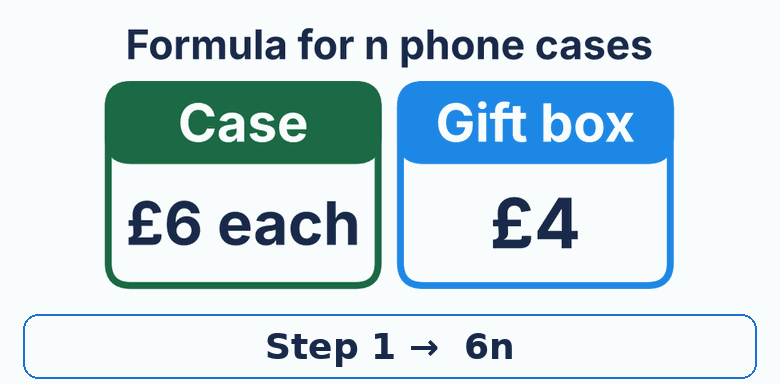 Formula for n phone cases
Case
Gift box
£6 each
£4
Step 1 → 6n